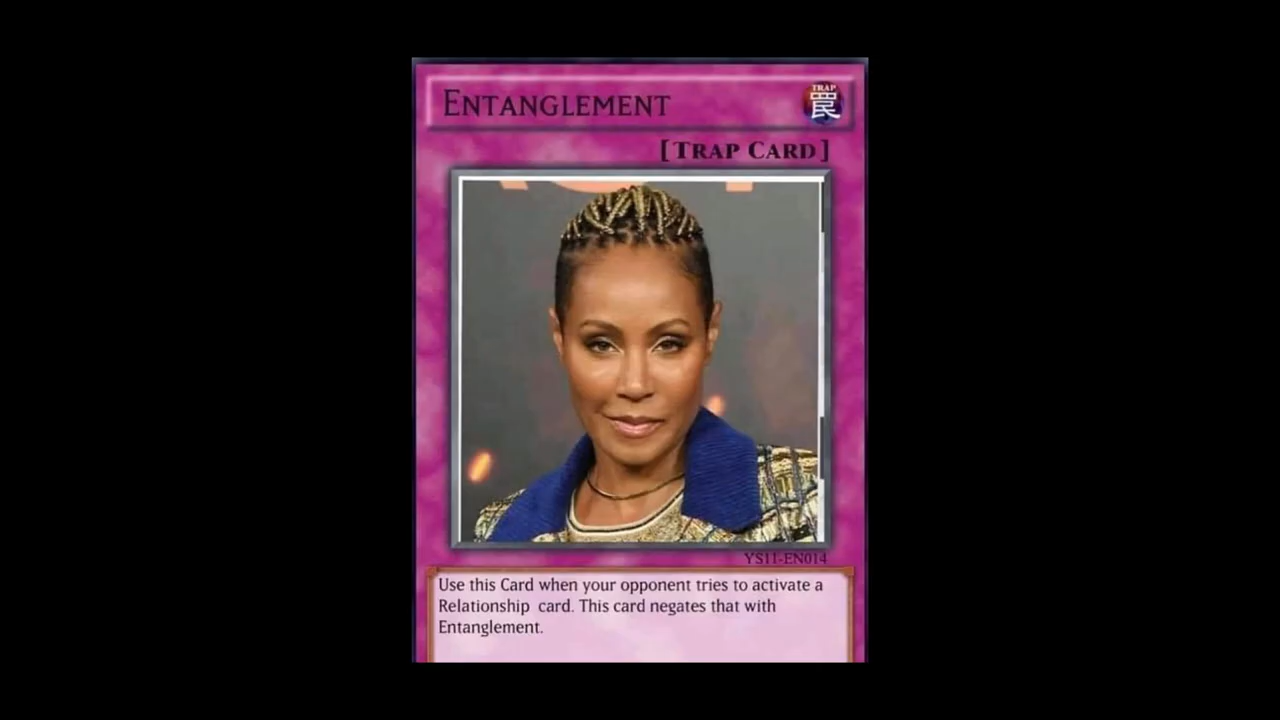 ENTANGLEMENT
TRAP
罠
[TRAP CARD]
YS11-EN014
Use this Card when your opponent tries to activate a
Relationship card. This card negates that with
Entanglement.